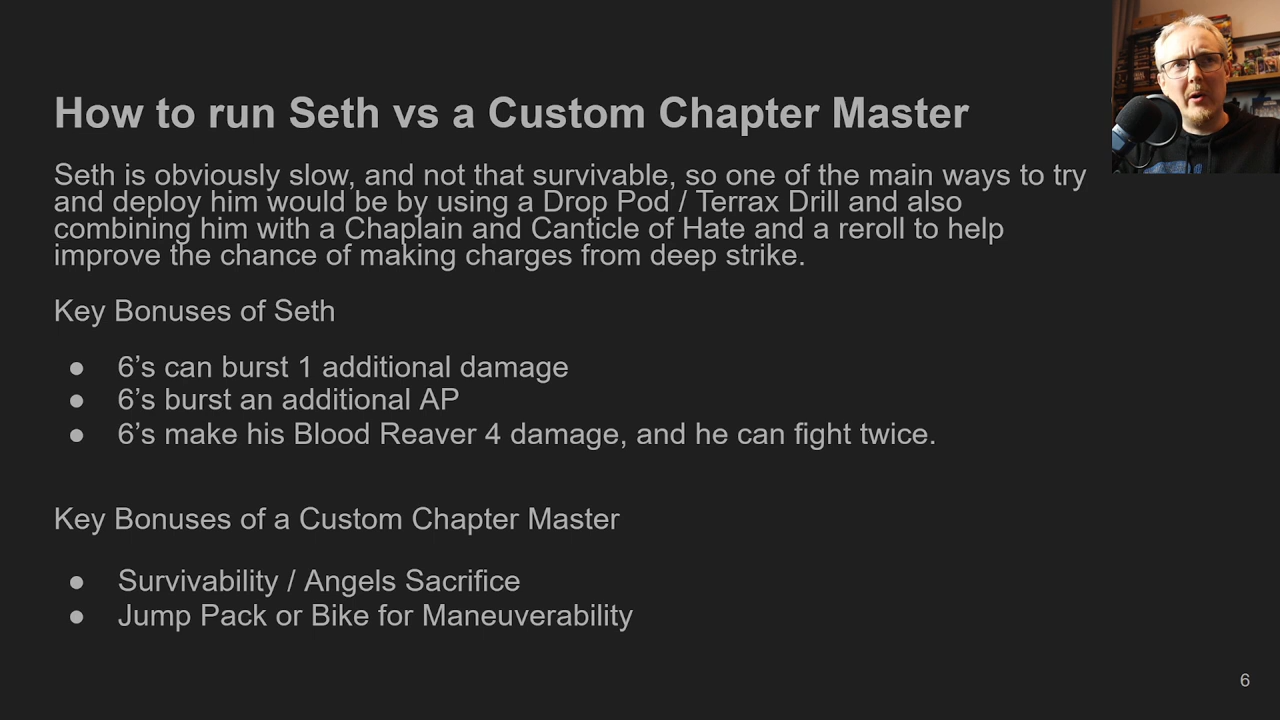 How to run Seth vs a Custom Chapter Master
Seth is obviously slow, and not that survivable, so one of the main ways to try
and deploy him would be by using a Drop Pod / Terrax Drill and also
combining him with a Chaplain and Canticle of Hate and a reroll to help
improve the chance of making charges from deep strike.
Key Bonuses of Seth
● 6’s can burst 1 additional damage
● 6’s burst an additional AP
● 6’s make his Blood Reaver 4 damage, and he can fight twice.
Key Bonuses of a Custom Chapter Master
● Survivability / Angels Sacrifice
● Jump Pack or Bike for Maneuverability
6